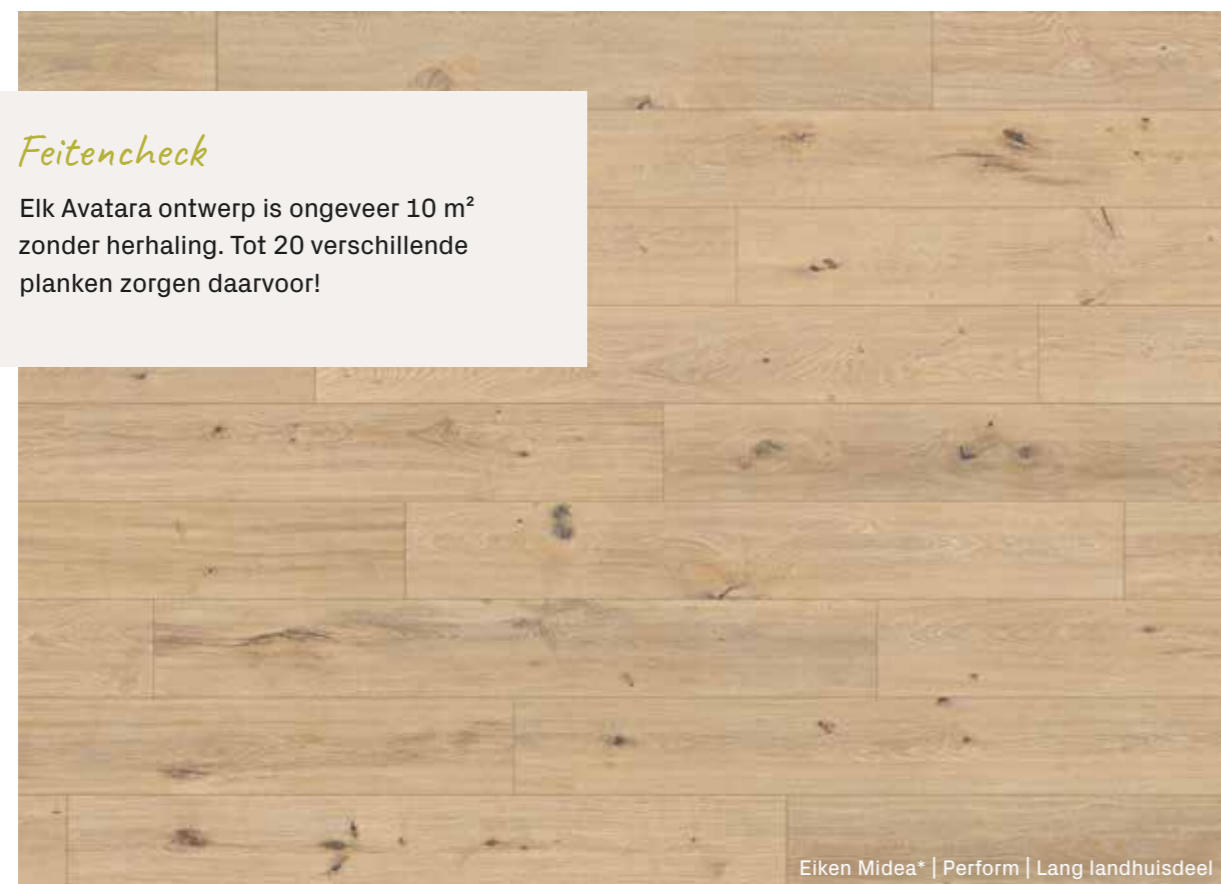 Feitencheck
Elk Avatara ontwerp is ongeveer 10 m²
zonder herhaling. Tot 20 verschillende
planken zorgen daarvoor!
Eiken Midea* | Perform | Lang landhuisdeel